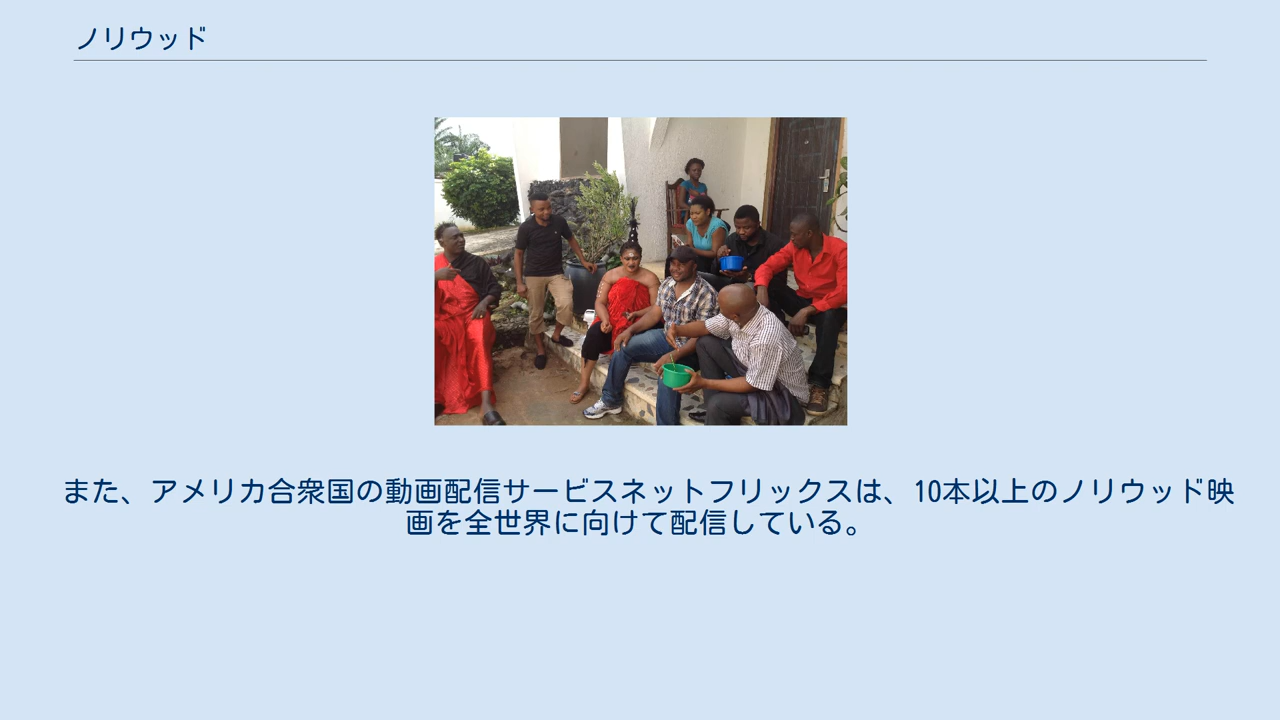 ノリウッド
また、アメリカ合衆国の動画配信サービスネットフリックスは、10本以上のノリウッド映
画を全世界に向けて配信している。